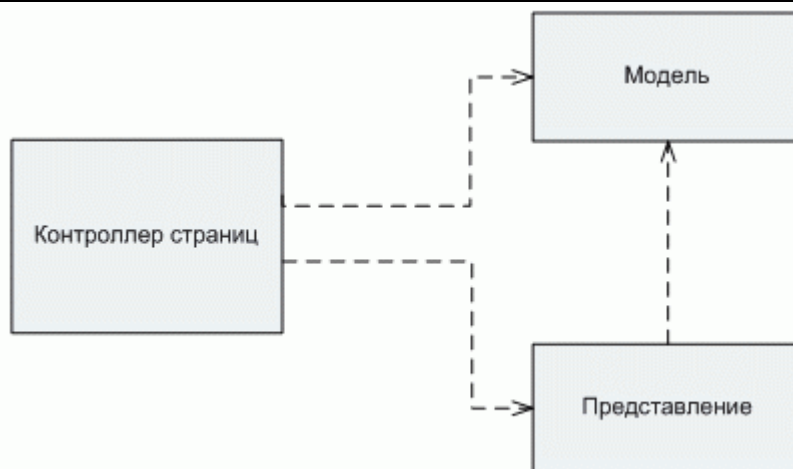 Модель
Контроллер страниц
Представление